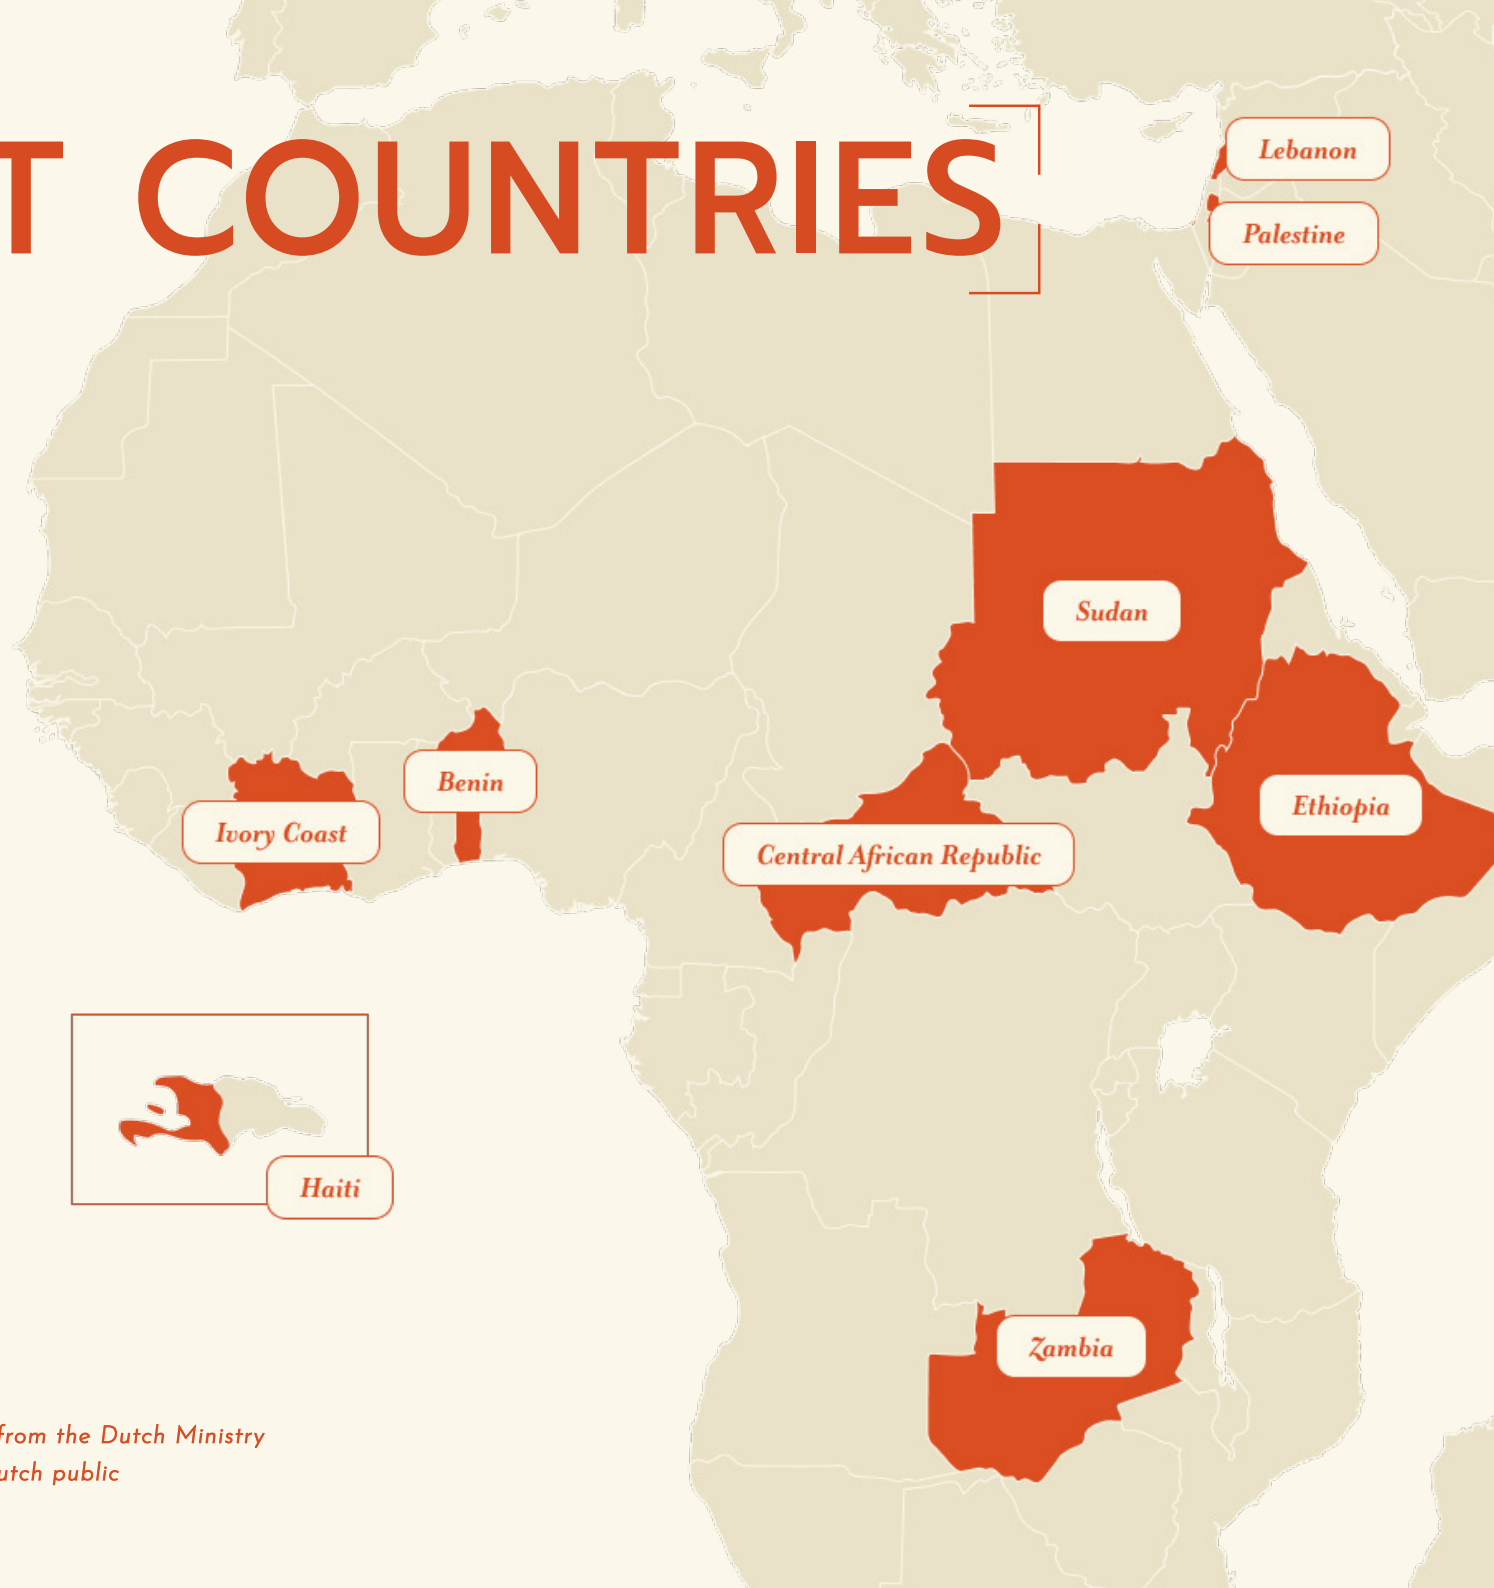 T COUNTRIES
Lebanon
Palestine
Sudan
Benin
Ethiopia
Ivory Coast
Central African Republic
Haiti
Zambia
from the Dutch Ministry
utch public